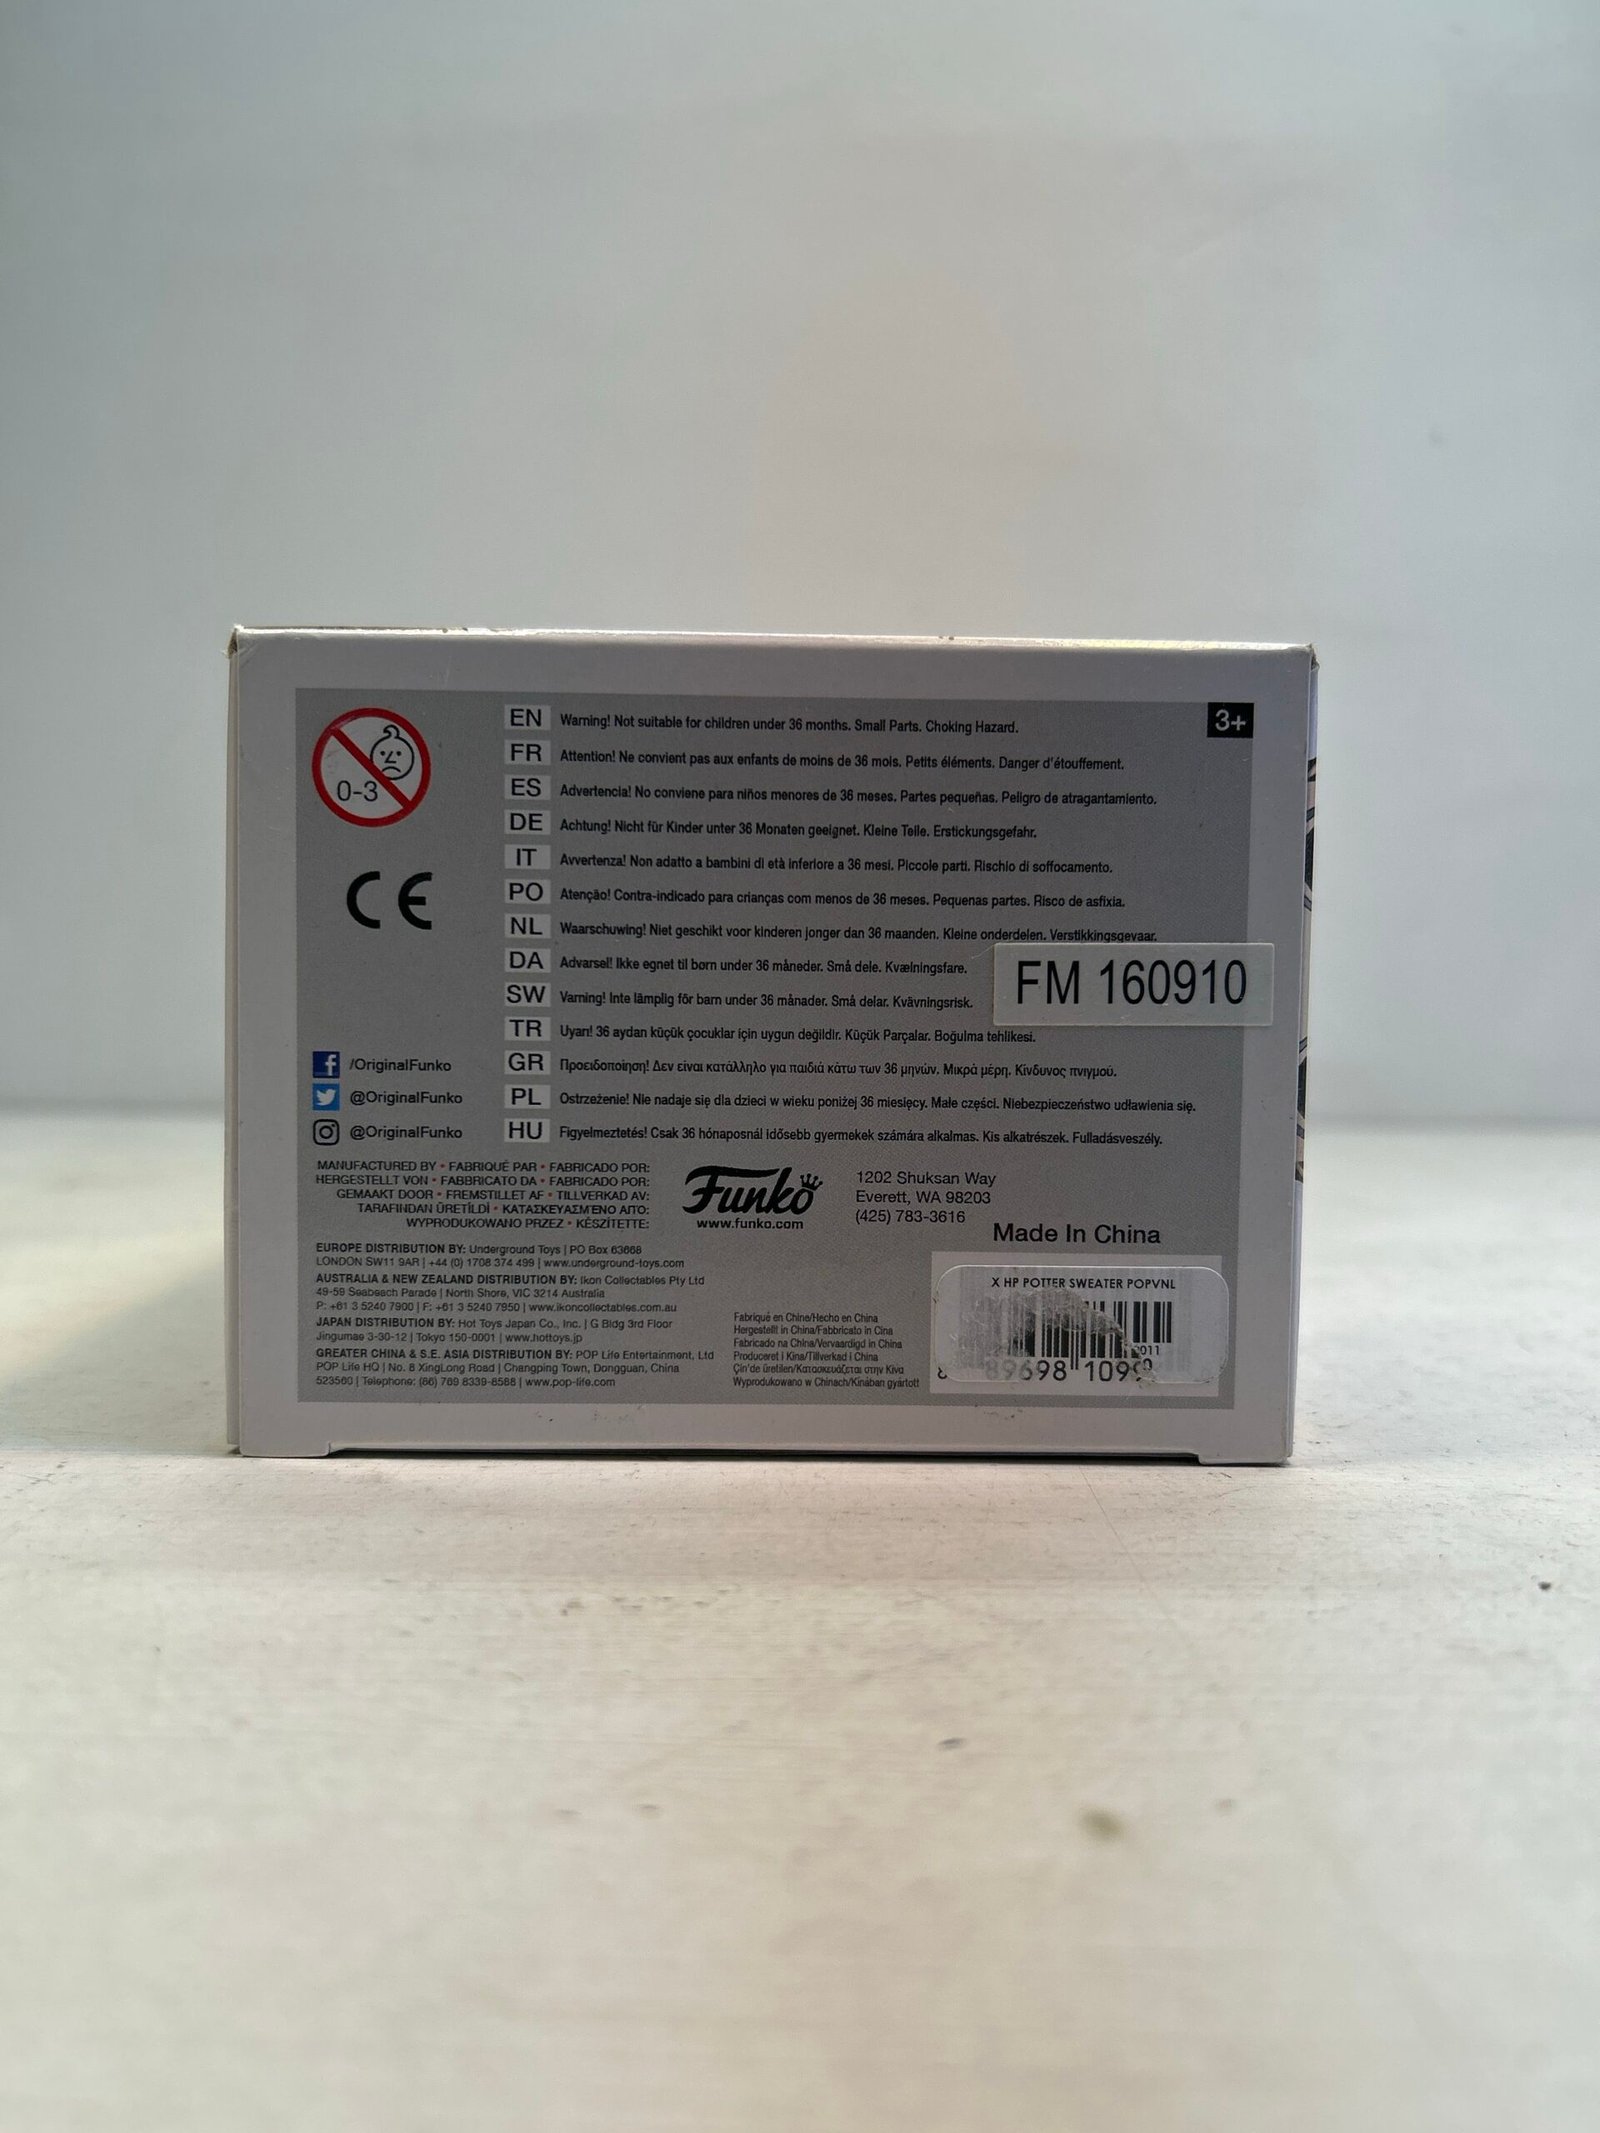 0-3
CE
EN Warning! Not suitable for children under 36 months. Small Parts. Choking Hazard.
3+
FR Attention! Ne convient pas aux enfants de moins de 36 mois. Petits éléments. Danger d'étouffement.
ES Advertencia! No conviene para niños menores de 36 meses. Partes pequeñas. Peligro de atragantamiento.
DE Achtung! Nicht für Kinder unter 36 Monaten geeignet. Kleine Teile. Erstickungsgefahr.
IT Avvertenza! Non adatto a bambini di età inferiore a 36 mesi. Piccole parti. Rischio di soffocamento.
PO Atenção! Contra-indicado para crianças com menos de 36 meses. Pequenas partes. Risco de asfixia.
NL Waarschuwing! Niet geschikt voor kinderen jonger dan 36 maanden. Kleine onderdelen. Verstikkingsgevaar.
DA Advarsel! Ikke egnet til børn under 36 måneder. Små dele. Kvælningsfare.
FM 160910
SW Varning! Inte lämplig för barn under 36 månader. Små delar. Kvävningsrisk.
TR Uyarı! 36 aydan küçük çocuklar için uygun değildir. Küçük Parçalar. Boğulma tehlikesi.
GR Προειδοποίηση! Δεν είναι κατάλληλο για παιδιά κάτω των 36 μηνών. Μικρά μέρη. Κίνδυνος πνιγμού.
PL Ostrzeżenie! Nie nadaje się dla dzieci w wieku poniżej 36 miesięcy. Małe części. Niebezpieczeństwo udławienia się.
HU Figyelmeztetés! Csak 36 hónaposnál idősebb gyermekek számára alkalmas. Kis alkatrészek. Fulladásveszély.
/OriginalFunko
@OriginalFunko
@OriginalFunko
MANUFACTURED BY • FABRIQUÉ PAR • FABRICADO POR:
HERGESTELLT VON • FABBRICATO DA • FABRICADO POR:
GEMAAKT DOOR • FREMSTILLET AF • TILLVERKAD AV:
TARAFINDAN ÜRETİLDİ • ΚΑΤΑΣΚΕΥΑΣΜΈΝΟ ΑΠΌ:
WYPRODUKOWANO PRZEZ • KÉSZÍTETTE:
Funko
www.funko.com
1202 Shuksan Way
Everett, WA 98203
(425) 783-3616
Made In China
EUROPE DISTRIBUTION BY: Underground Toys | PO Box 63668
LONDON SW11 9AR | +44 (0) 1708 374 499 | www.underground-toys.com
AUSTRALIA & NEW ZEALAND DISTRIBUTION BY: Ikon Collectables Pty Ltd
49-59 Seabeach Parade | North Shore, VIC 3214 Australia
P: +61 3 5240 7900 | F: +61 3 5240 7950 | www.ikoncollectables.com.au
JAPAN DISTRIBUTION BY: Hot Toys Japan Co., Inc. | G Bldg 3rd Floor
Jingumae 3-30-12 | Tokyo 150-0001 | www.hottoys.jp
GREATER CHINA & S.E. ASIA DISTRIBUTION BY: POP Life Entertainment, Ltd
POP Life HQ | No. 8 XingLong Road | Changping Town, Dongguan, China
523560 | Telephone: (86) 769 8339-8588 | www.pop-life.com
Fabriqué en Chine/Hecho en China
Hergestellt in China/Fabbricato in Cina
Fabricado na China/Vervaardigd in China
Produceret i Kina/Tillverkad i China
Çin'de üretilen/Κατασκευάζεται στην Κίνα
Wyprodukowano w Chinach/Kínában gyártott
X HP POTTER SWEATER POPVNL
2011
89698 1099